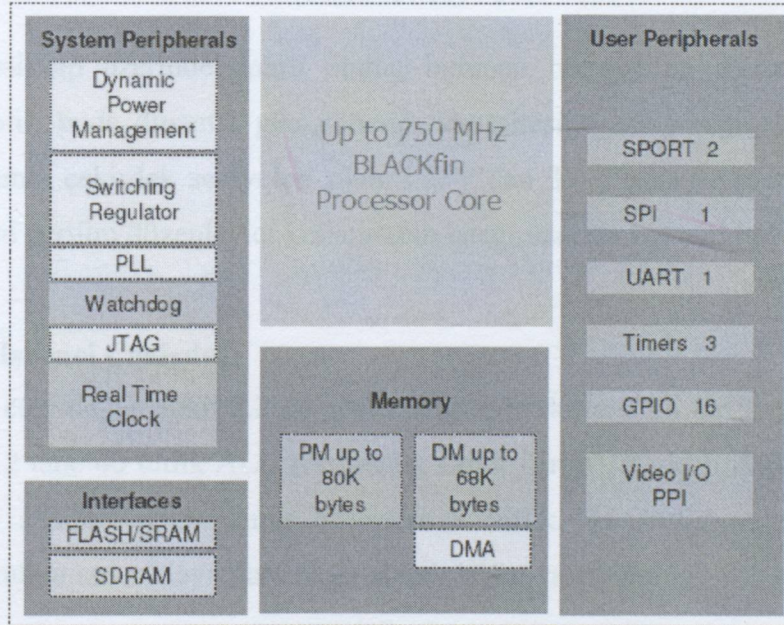 System Peripherals
Dynamic
Power
Management
Switching
Regulator
PLL
Watchdog
JTAG
Real Time
Clock
Interfaces
FLASH/SRAM
SDRAM
Up to 750 MHz
BLACKfin
Processor Core
Memory
PM up to
80K
bytes
DM up to
68K
bytes
DMA
User Peripherals
SPORT 2
SPI 1
UART 1
Timers 3
GPIO 16
Video I/O
PPI